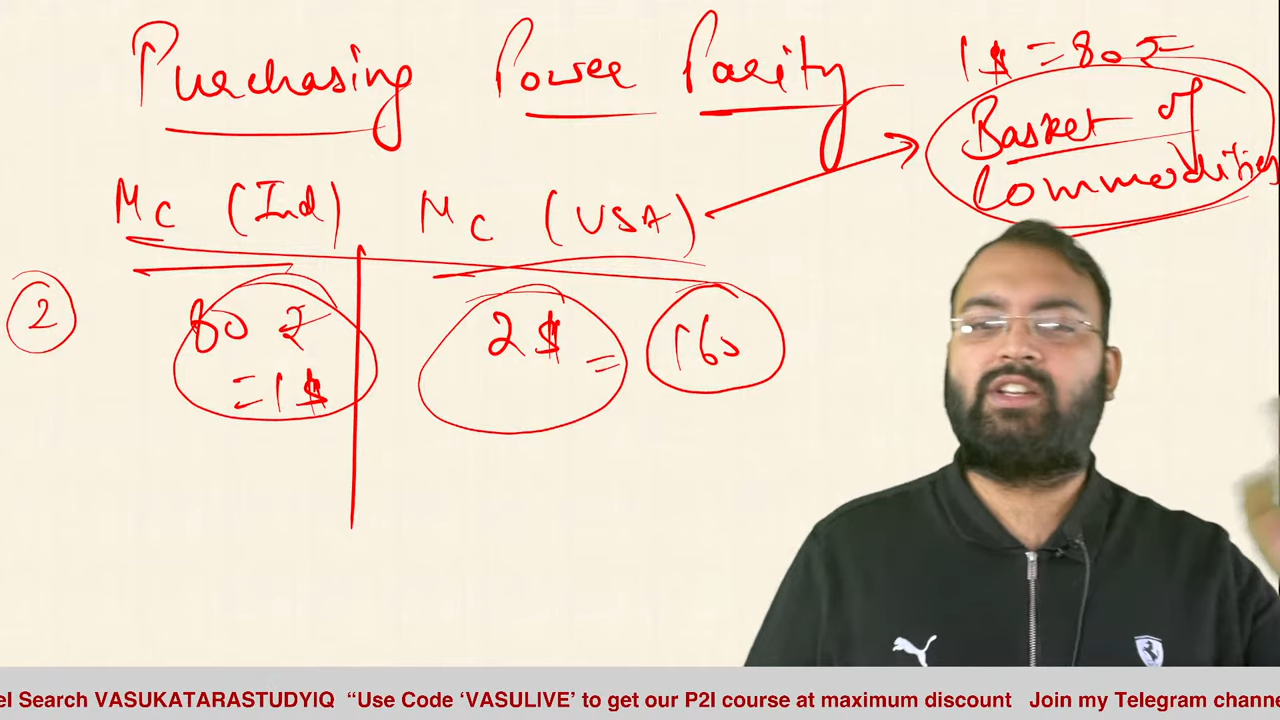 Purchasing Power Parity
1$ = 80₹
Basket of
Commodities
Mc (Ind)
Mc (USA)
2
80 ₹
= 1$
2$ =
160
el Search VASUKATARASTUDYIQ “Use Code ‘VASULIVE’ to get our P2I course at maximum discount Join my Telegram channe